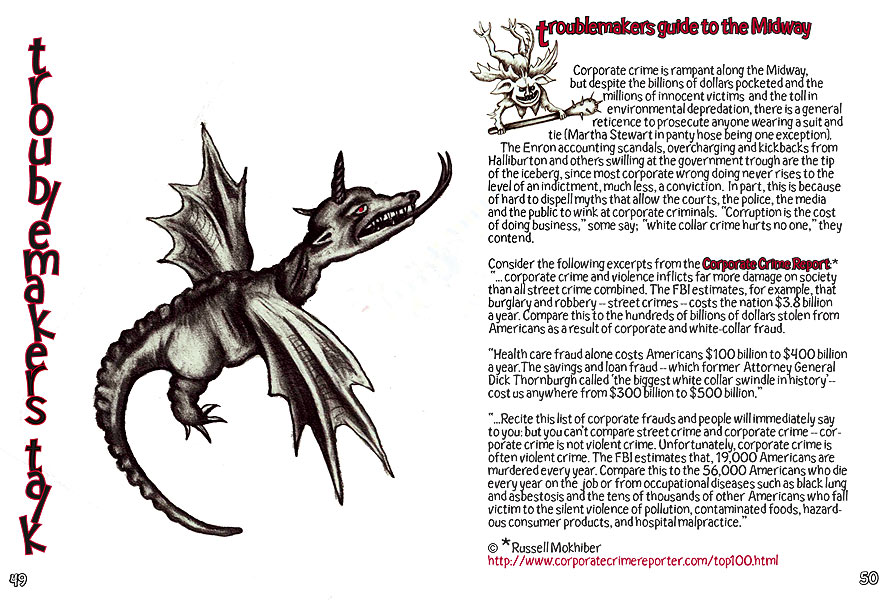 troublemakers talk
49
troublemakers guide to the Midway
Corporate crime is rampant along the Midway,
but despite the billions of dollars pocketed and the
millions of innocent victims and the toll in
environmental depredation, there is a general
reticence to prosecute anyone wearing a suit and
tie (Martha Stewart in panty hose being one exception).
The Enron accounting scandals, overcharging and kickbacks from
Halliburton and others swilling at the government trough are the tip
of the iceberg, since most corporate wrong doing never rises to the
level of an indictment, much less, a conviction. In part, this is because
of hard to dispell myths that allow the courts, the police, the media
and the public to wink at corporate criminals. "Corruption is the cost
of doing business," some say; "white collar crime hurts no one," they
contend.
Consider the following excerpts from the Corporate Crime Report:*
"... corporate crime and violence inflicts far more damage on society
than all street crime combined. The FBI estimates, for example, that
burglary and robbery -- street crimes -- costs the nation $3.8 billion
a year. Compare this to the hundreds of billions of dollars stolen from
Americans as a result of corporate and white-collar fraud.
"Health care fraud alone costs Americans $100 billion to $400 billion
a year. The savings and loan fraud -- which former Attorney General
Dick Thornburgh called 'the biggest white collar swindle in history'--
cost us anywhere from $300 billion to $500 billion."
"...Recite this list of corporate frauds and people will immediately say
to you: but you can't compare street crime and corporate crime -- cor-
porate crime is not violent crime. Unfortunately, corporate crime is
often violent crime. The FBI estimates that, 19,000 Americans are
murdered every year. Compare this to the 56,000 Americans who die
every year on the job or from occupational diseases such as black lung
and asbestosis and the tens of thousands of other Americans who fall
victim to the silent violence of pollution, contaminated foods, hazard-
ous consumer products, and hospital malpractice."
© *Russell Mokhiber
http://www.corporatecrimereporter.com/top100.html
50